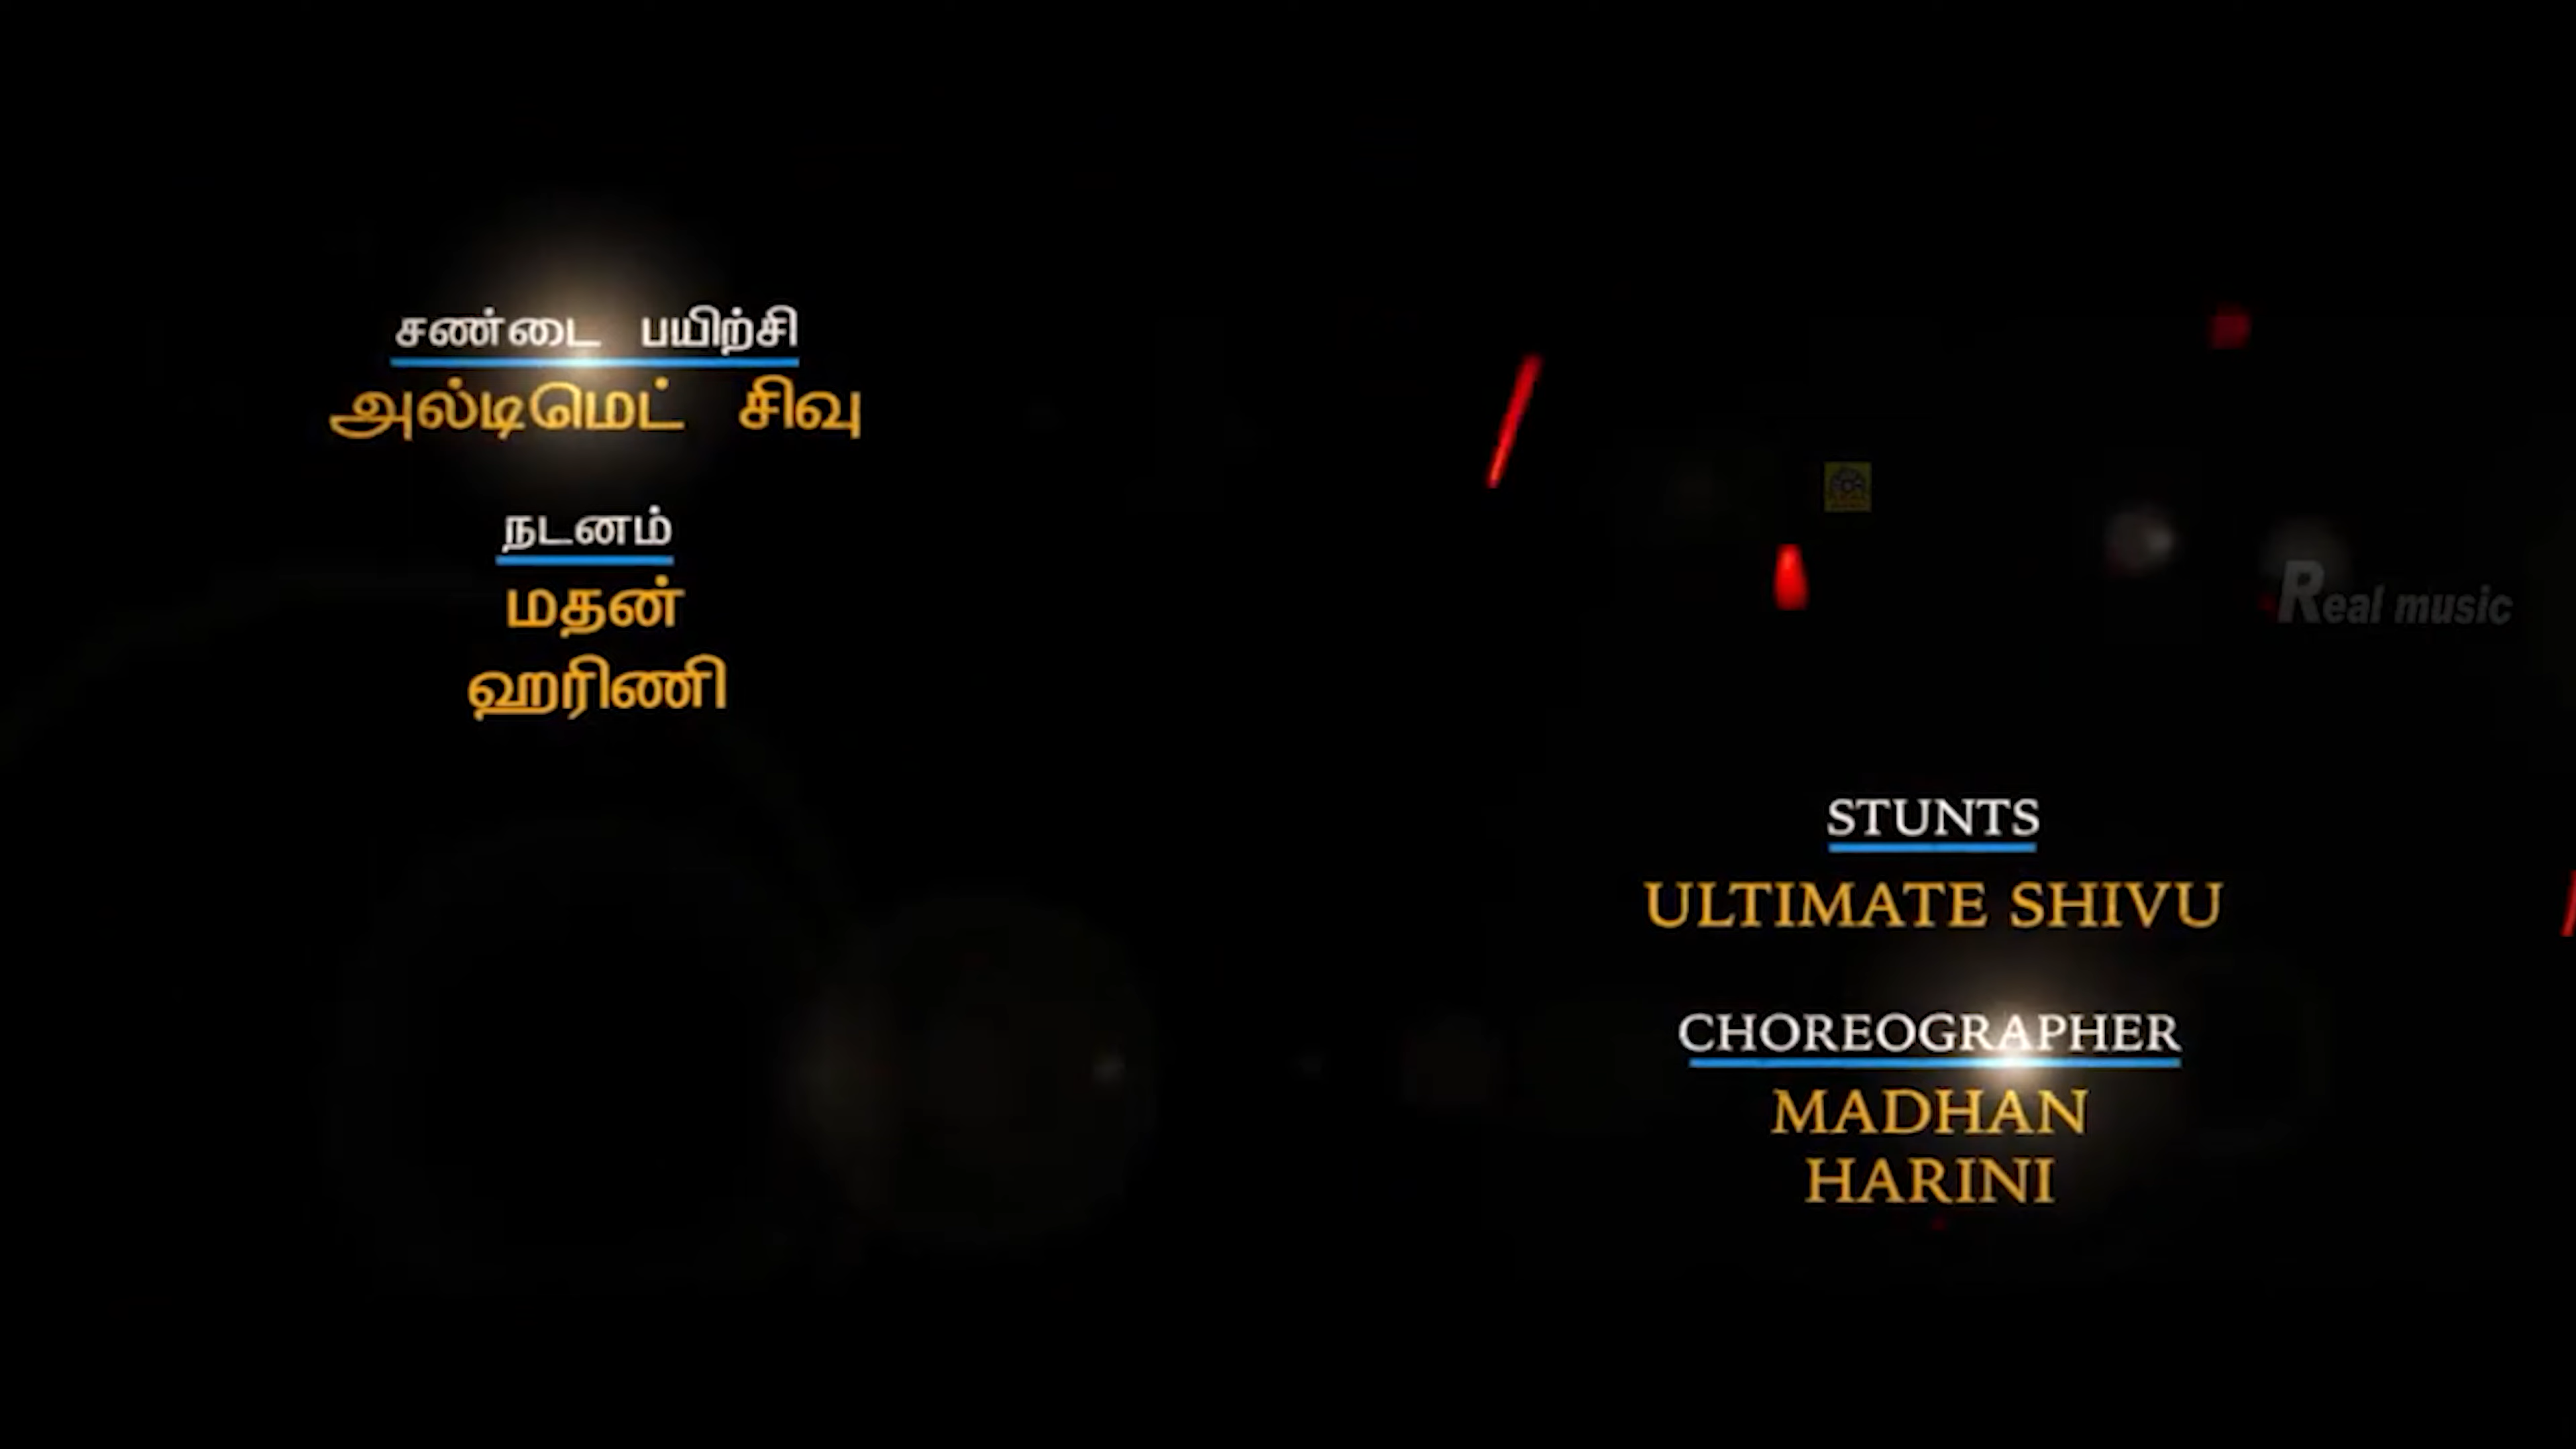 சண்டை பயிற்சி
அல்டிமெட் சிவு
நடனம்
மதன்
ஹரிணி
Real music
STUNTS
ULTIMATE SHIVU
CHOREOGRAPHER
MADHAN
HARINI